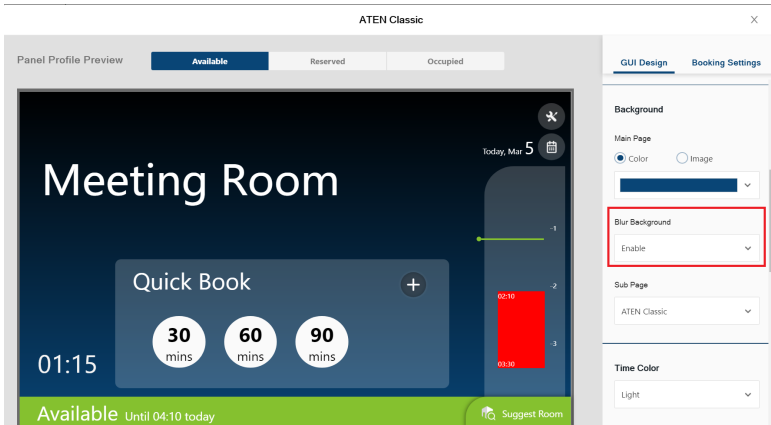 ATEN Classic
X
Panel Profile Preview
Available
Reserved
Occupied
GUI Design
Booking Settings
Today, Mar 5
Meeting Room
-1
-2
-3
02:10
03:30
Quick Book
+
30
mins
60
mins
90
mins
01:15
Available Until 04:10 today
Suggest Room
Background
Main Page
Color
Image
Blur Background
Enable
Sub Page
ATEN Classic
Time Color
Light